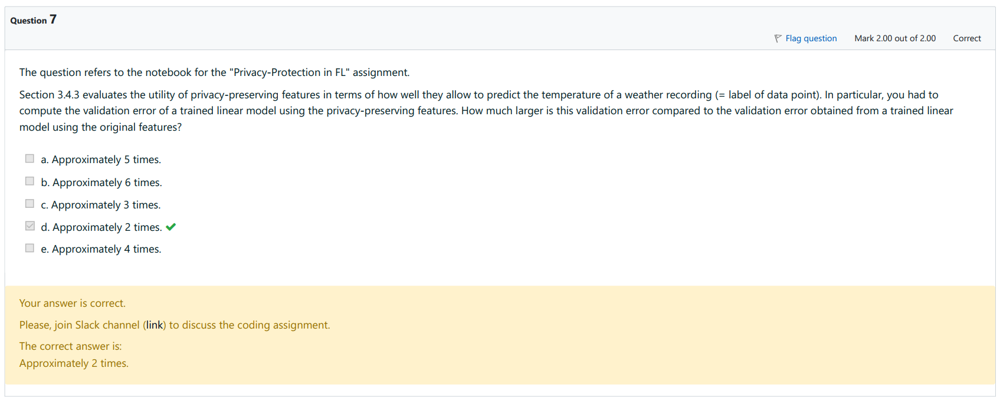 Question 7
Flag question Mark 2.00 out of 2.00 Correct
The question refers to the notebook for the "Privacy-Protection in FL" assignment.
Section 3.4.3 evaluates the utility of privacy-preserving features in terms of how well they allow to predict the temperature of a weather recording (= label of data point). In particular, you had to
compute the validation error of a trained linear model using the privacy-preserving features. How much larger is this validation error compared to the validation error obtained from a trained linear
model using the original features?
a. Approximately 5 times.
b. Approximately 6 times.
c. Approximately 3 times.
d. Approximately 2 times.
e. Approximately 4 times.
Your answer is correct.
Please, join Slack channel (link) to discuss the coding assignment.
The correct answer is:
Approximately 2 times.